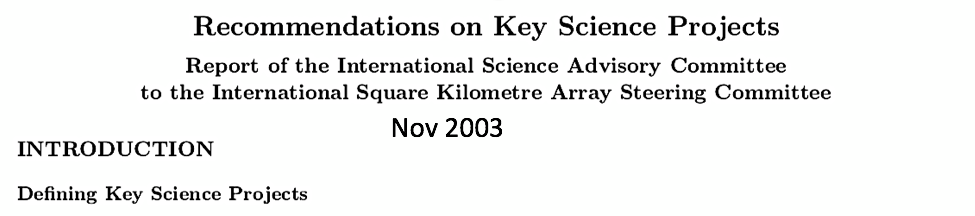 Recommendations on Key Science Projects
Report of the International Science Advisory Committee
to the International Square Kilometre Array Steering Committee
Nov 2003
INTRODUCTION
Defining Key Science Projects